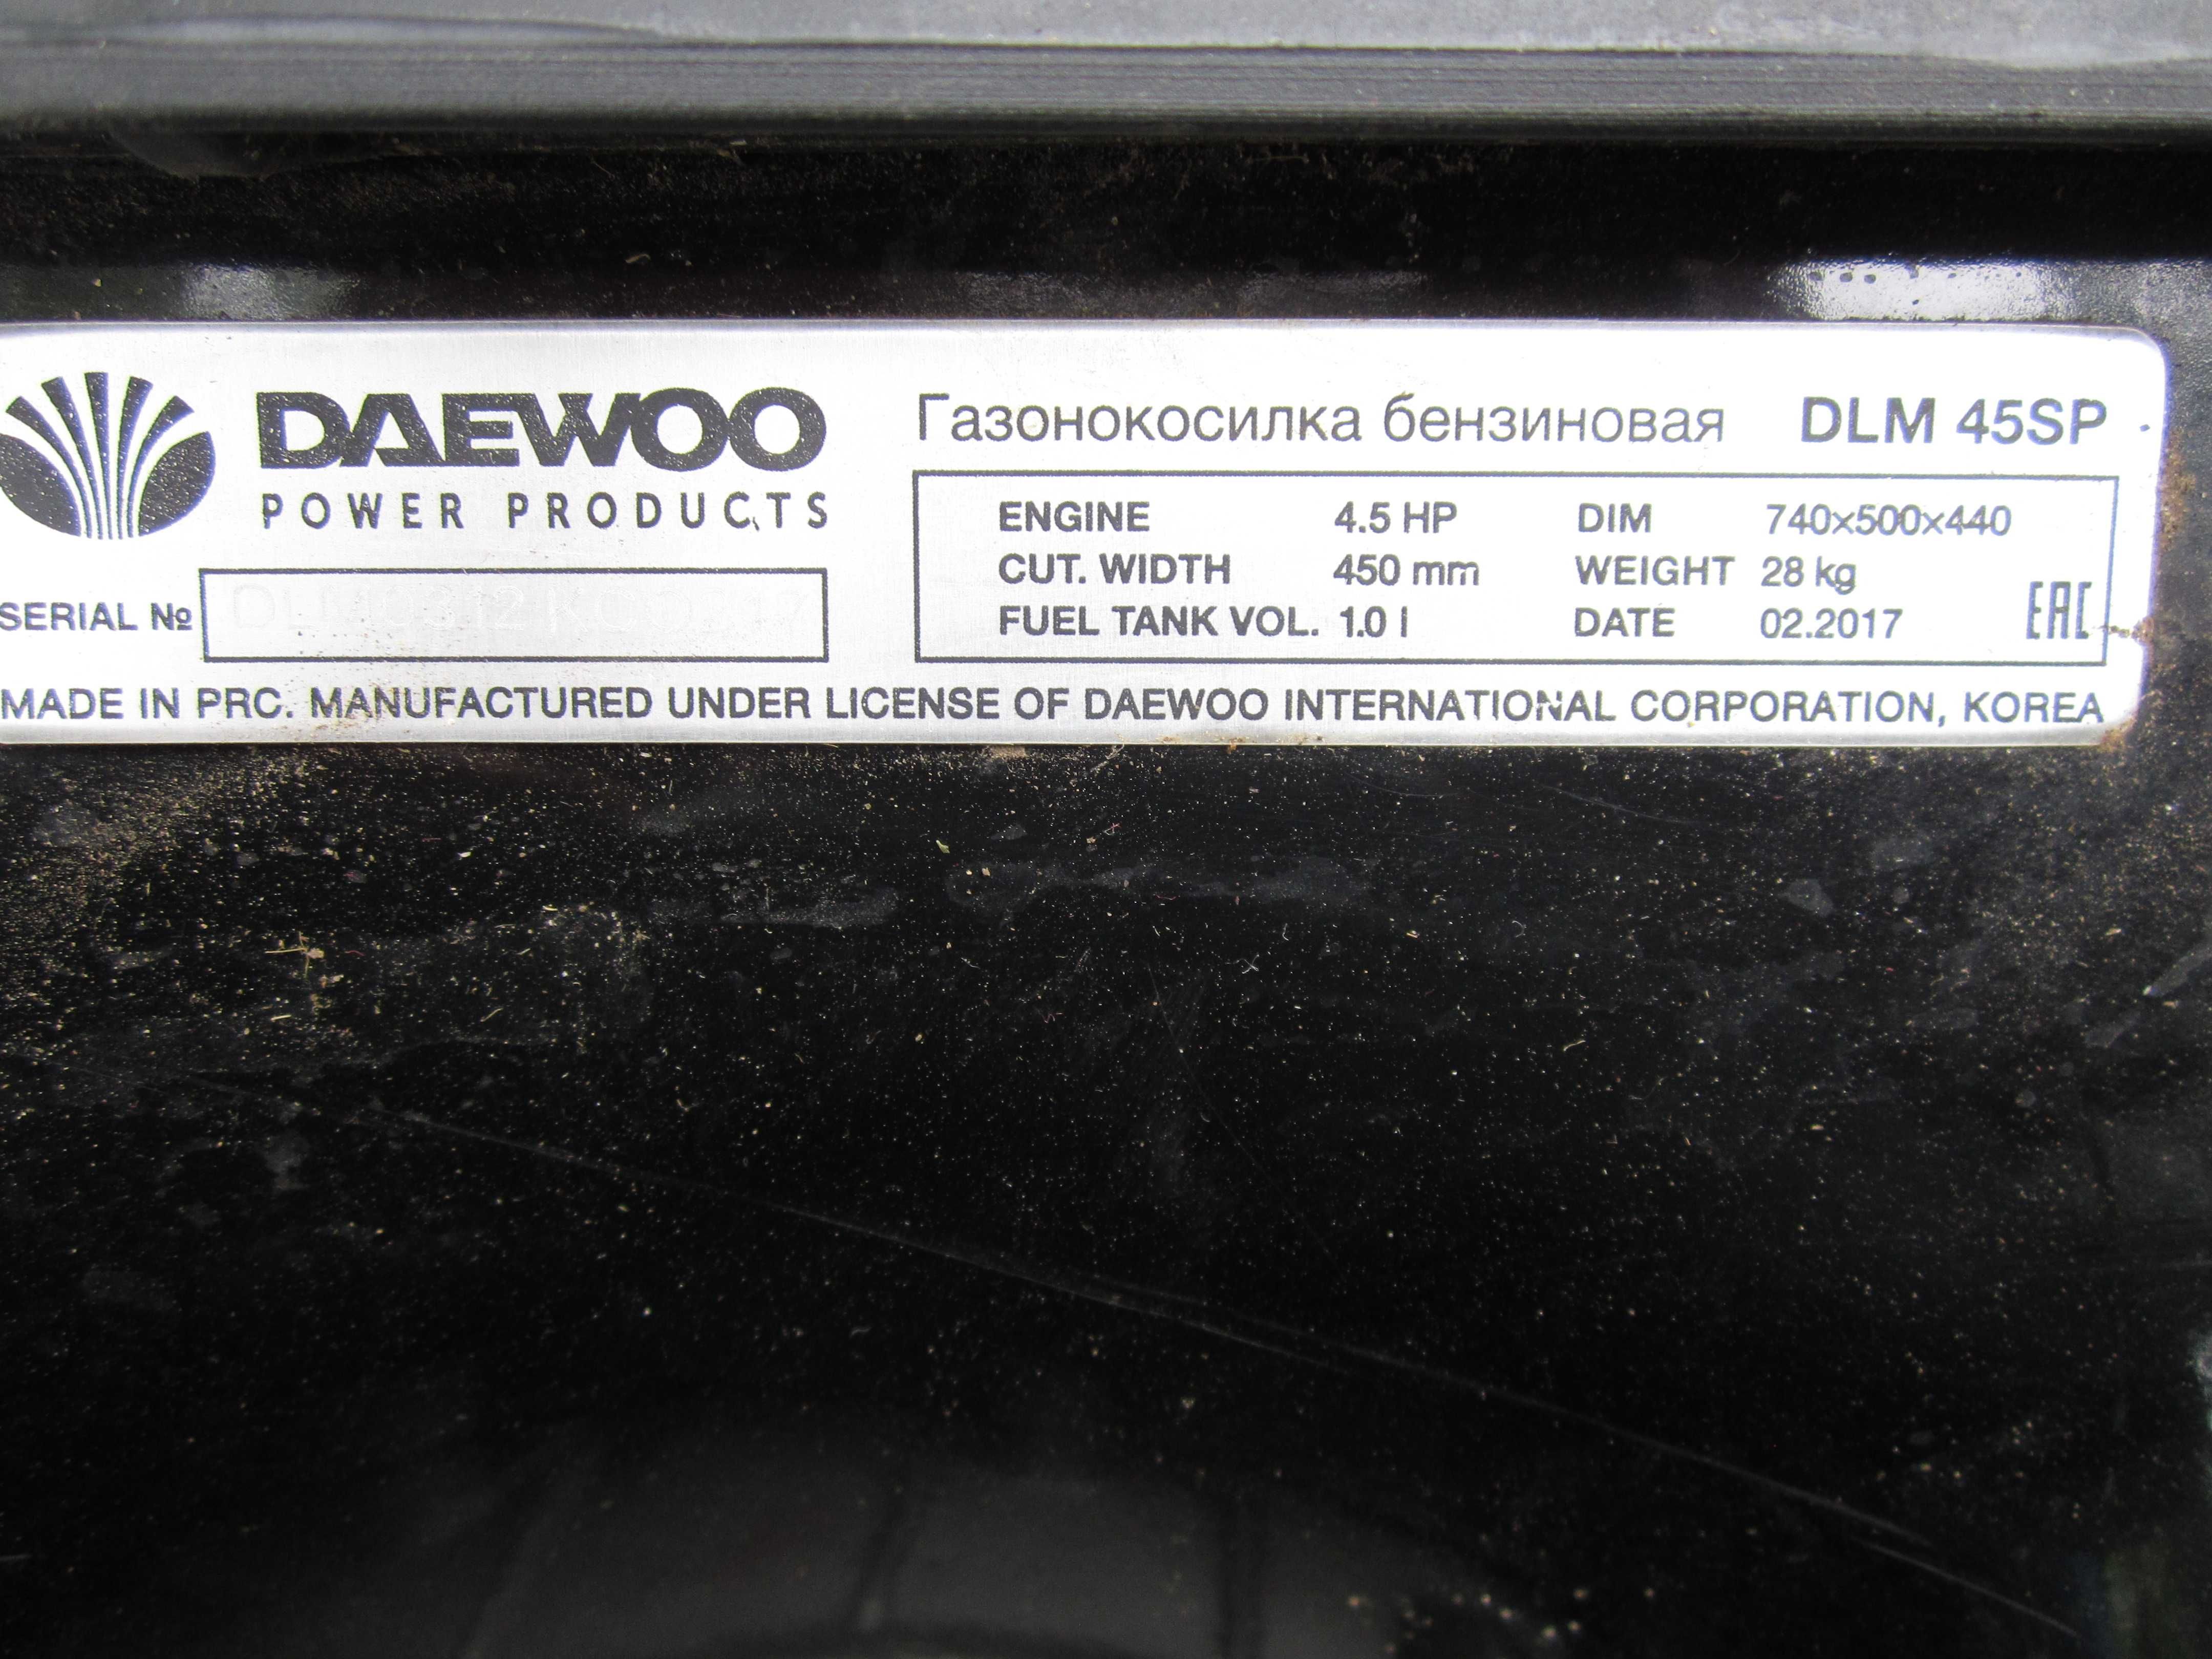 DAEWOO
POWER PRODUCTS
SERIAL №
Газонокосилка бензиновая DLM 45SP
ENGINE 4.5 HP DIM 740x500x440
CUT. WIDTH 450 mm WEIGHT 28 kg
FUEL TANK VOL. 1.0 l DATE 02.2017
EAC
MADE IN PRC. MANUFACTURED UNDER LICENSE OF DAEWOO INTERNATIONAL CORPORATION, KOREA